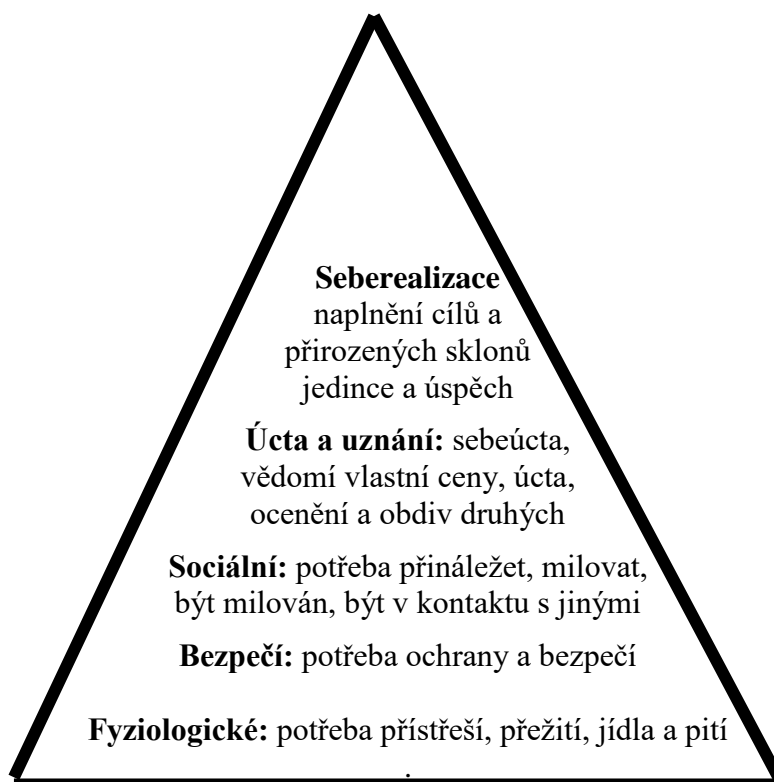 Seberealizace
naplnění cílů a
přirozených sklonů
jedince a úspěch
Úcta a uznání: sebeúcta,
vědomí vlastní ceny, úcta,
ocenění a obdiv druhých
Sociální: potřeba přináležet, milovat,
být milován, být v kontaktu s jinými
Bezpečí: potřeba ochrany a bezpečí
Fyziologické: potřeba přístřeší, přežití, jídla a pití
.